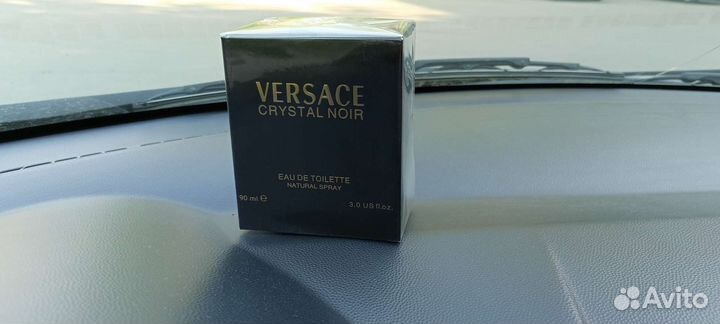 VERSACE
CRYSTAL NOIR
EAU DE TOILETTE
NATURAL SPRAY
90 ml ℮ 3.0 US fl.oz.
Avito